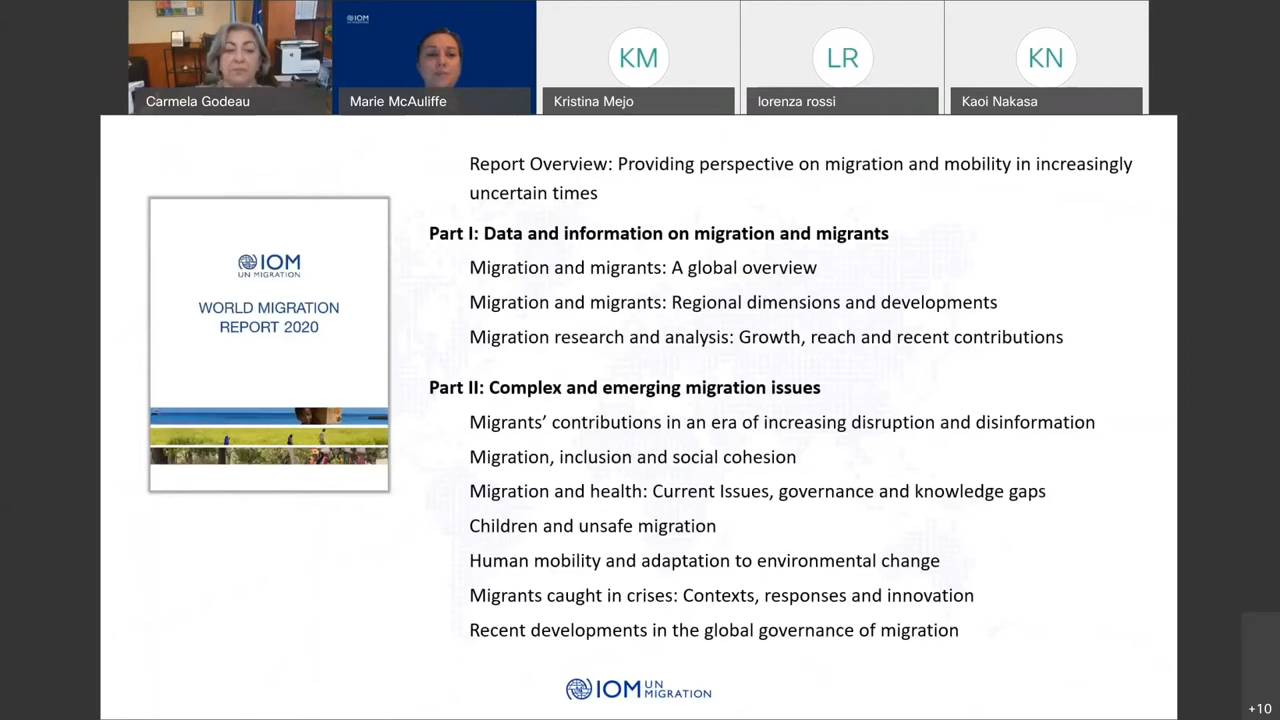 IOM
KM
LR
KN
Carmela Godeau
Marie McAuliffe
Kristina Mejo
lorenza rossi
Kaoi Nakasa
Report Overview: Providing perspective on migration and mobility in increasingly
uncertain times
IOM
UN MIGRATION
WORLD MIGRATION
REPORT 2020
Part I: Data and information on migration and migrants
Migration and migrants: A global overview
Migration and migrants: Regional dimensions and developments
Migration research and analysis: Growth, reach and recent contributions
Part II: Complex and emerging migration issues
Migrants’ contributions in an era of increasing disruption and disinformation
Migration, inclusion and social cohesion
Migration and health: Current Issues, governance and knowledge gaps
Children and unsafe migration
Human mobility and adaptation to environmental change
Migrants caught in crises: Contexts, responses and innovation
Recent developments in the global governance of migration
IOM UN MIGRATION
+10